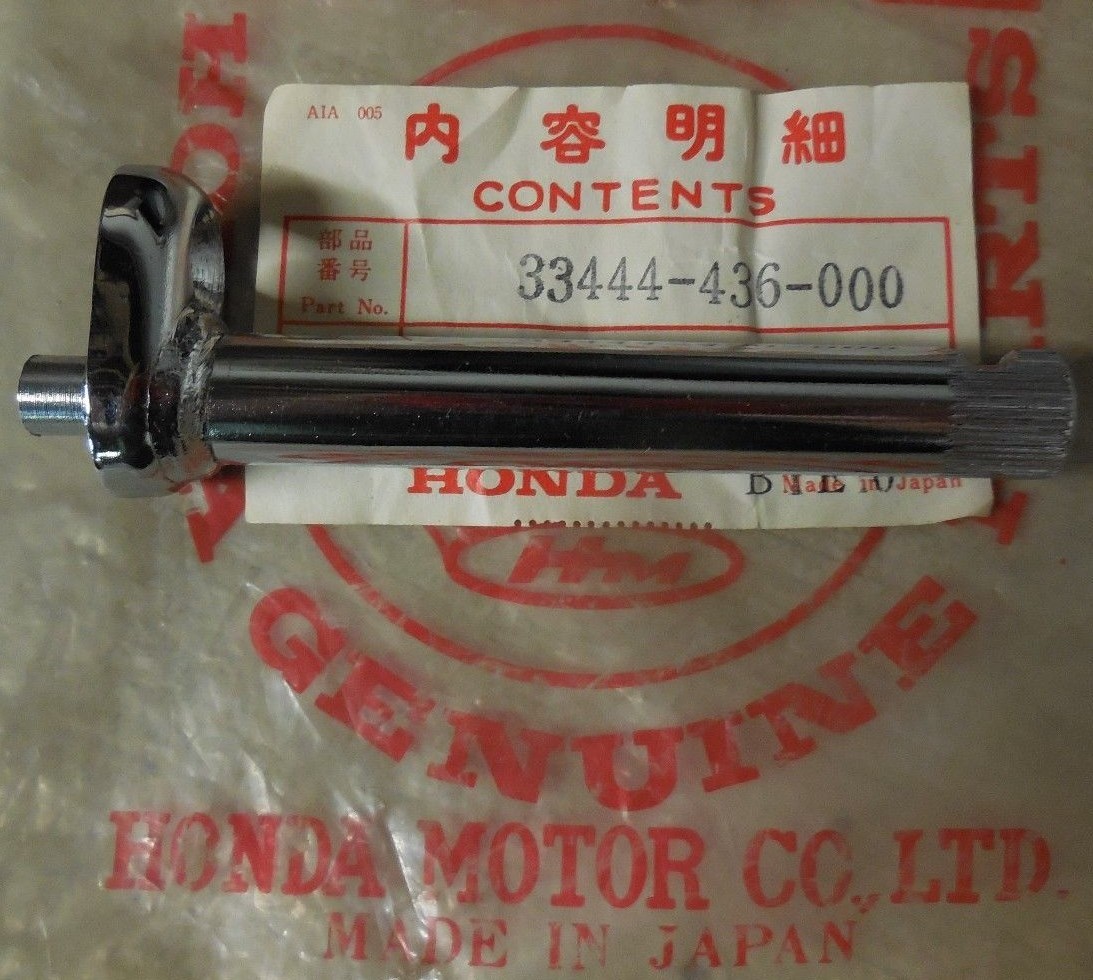 AIA 005
内容明細
CONTENTS
部品
番号
Part No.
33444-436-000
HONDA
Made in Japan
HM
GENUINE
HONDA MOTOR CO., LTD.
MADE IN JAPAN